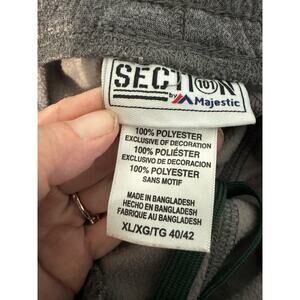 SECTION 101
by Majestic
100% POLYESTER
EXCLUSIVE OF DECORATION
100% POLIÉSTER
EXCLUSIVO DE DECORACION
100% POLYESTER
SANS MOTIF
MADE IN BANGLADESH
HECHO EN BANGLADESH
FABRIQUE AU BANGLADESH
XL/XG/TG 40/42